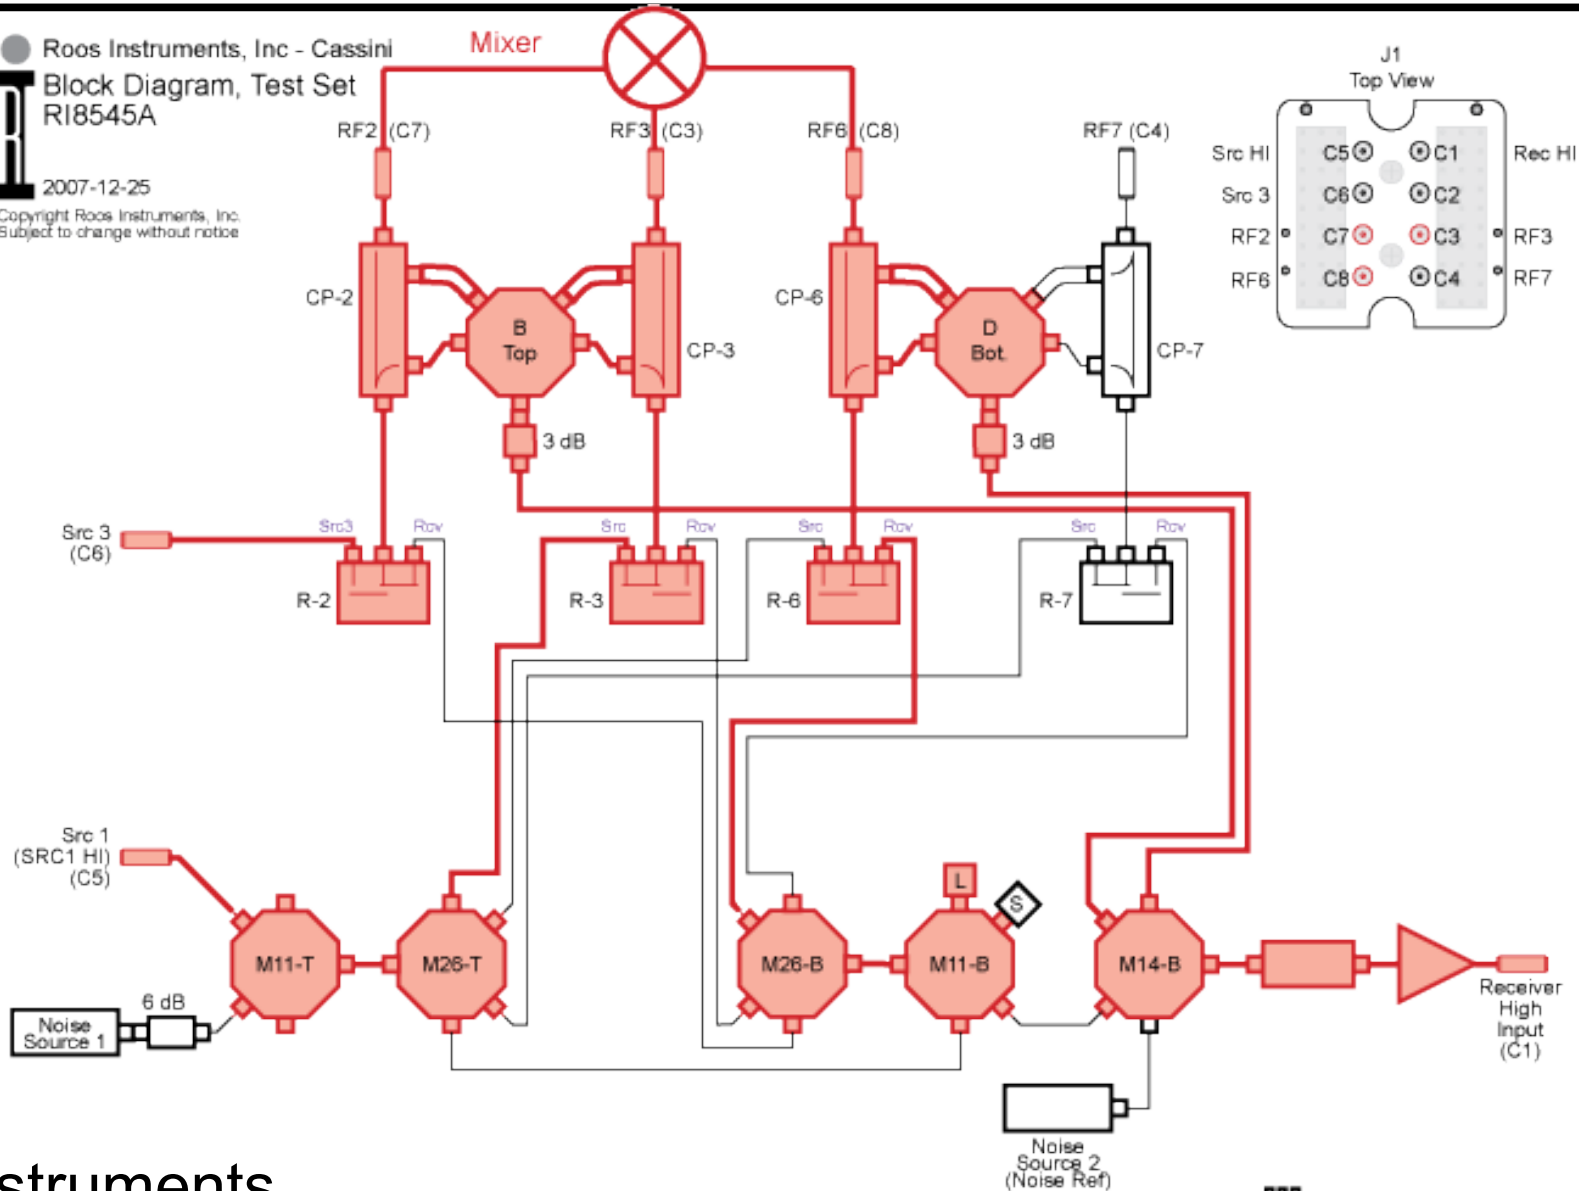 Roos Instruments, Inc - Cassini
Block Diagram, Test Set
RI8545A
2007-12-25
Copyright Roos Instruments, Inc.
Subject to change without notice
Mixer
J1
Top View
RF2 (C7)
RF3 (C3)
RF6 (C8)
RF7 (C4)
Src HI
C5
C1
Rec HI
Src 3
C6
C2
RF2
C7
C3
RF3
RF6
C8
C4
RF7
CP-2
B
Top
CP-3
CP-6
D
Bot.
CP-7
3 dB
3 dB
Src 3
(C6)
Src3
Rcv
Src
Rcv
Src
Rcv
Src
Rcv
R-2
R-3
R-6
R-7
Src 1
(SRC1 HI)
(C5)
L
S
M11-T
M26-T
M26-B
M11-B
M14-B
6 dB
Noise
Source 1
Receiver
High
Input
(C1)
Noise
Source 2
(Noise Ref)
struments